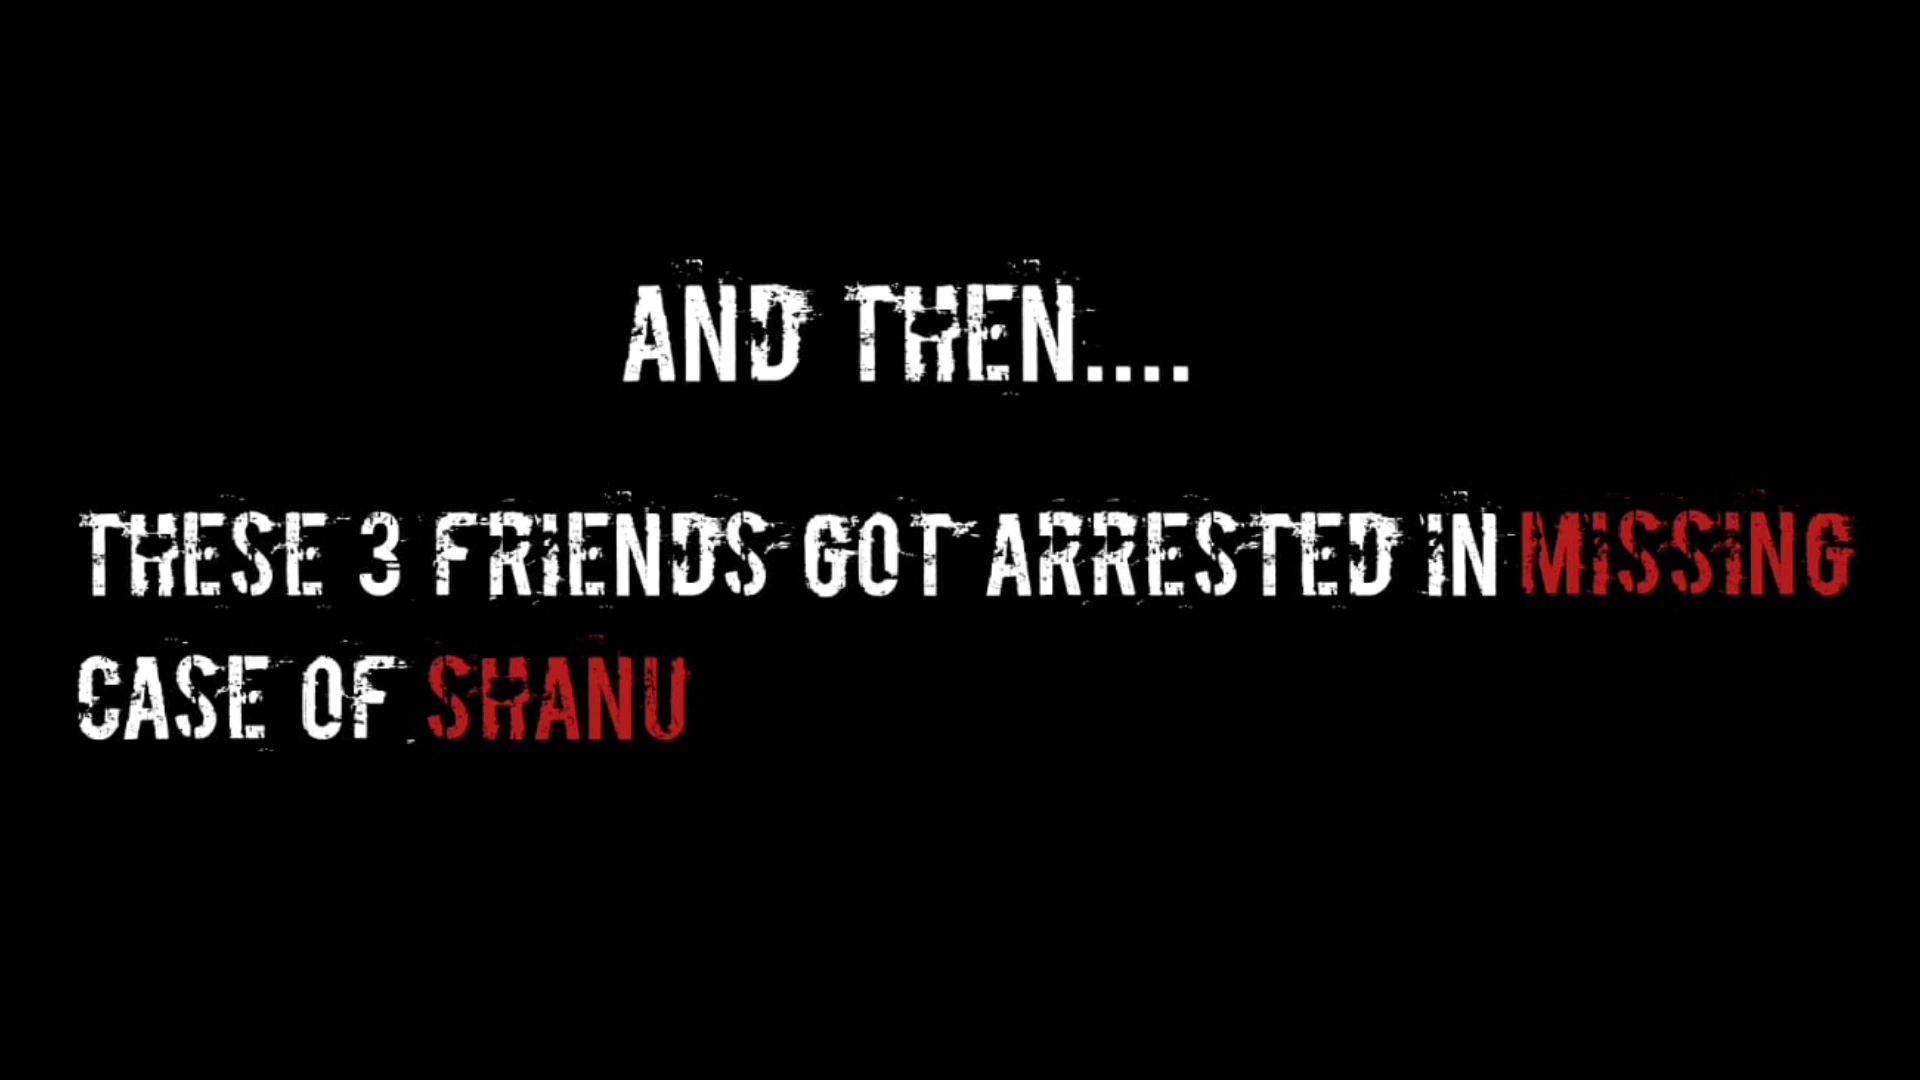 AND THEN....
THESE 3 FRIENDS GOT ARRESTED IN MISSING
CASE OF SHANU